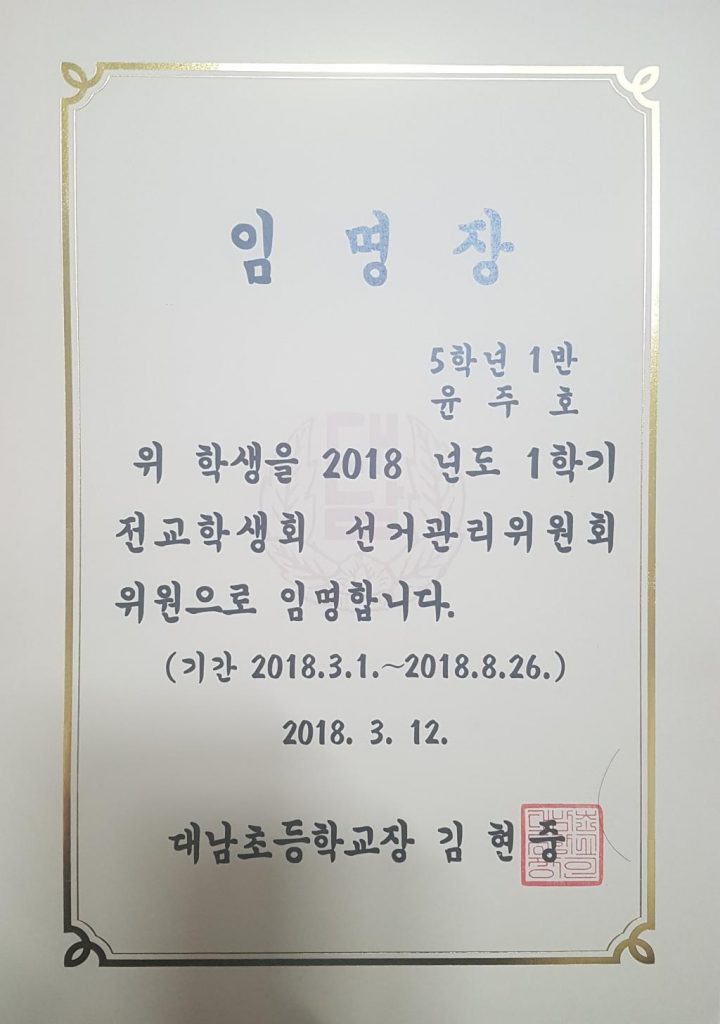 임 명 장
5학년 1반
윤 주 호
위 학생을 2018 년도 1학기
전교학생회 선거관리위원회
위원으로 임명합니다.
(기간 2018.3.1.~2018.8.26.)
2018. 3. 12.
대남초등학교장 김 현 중